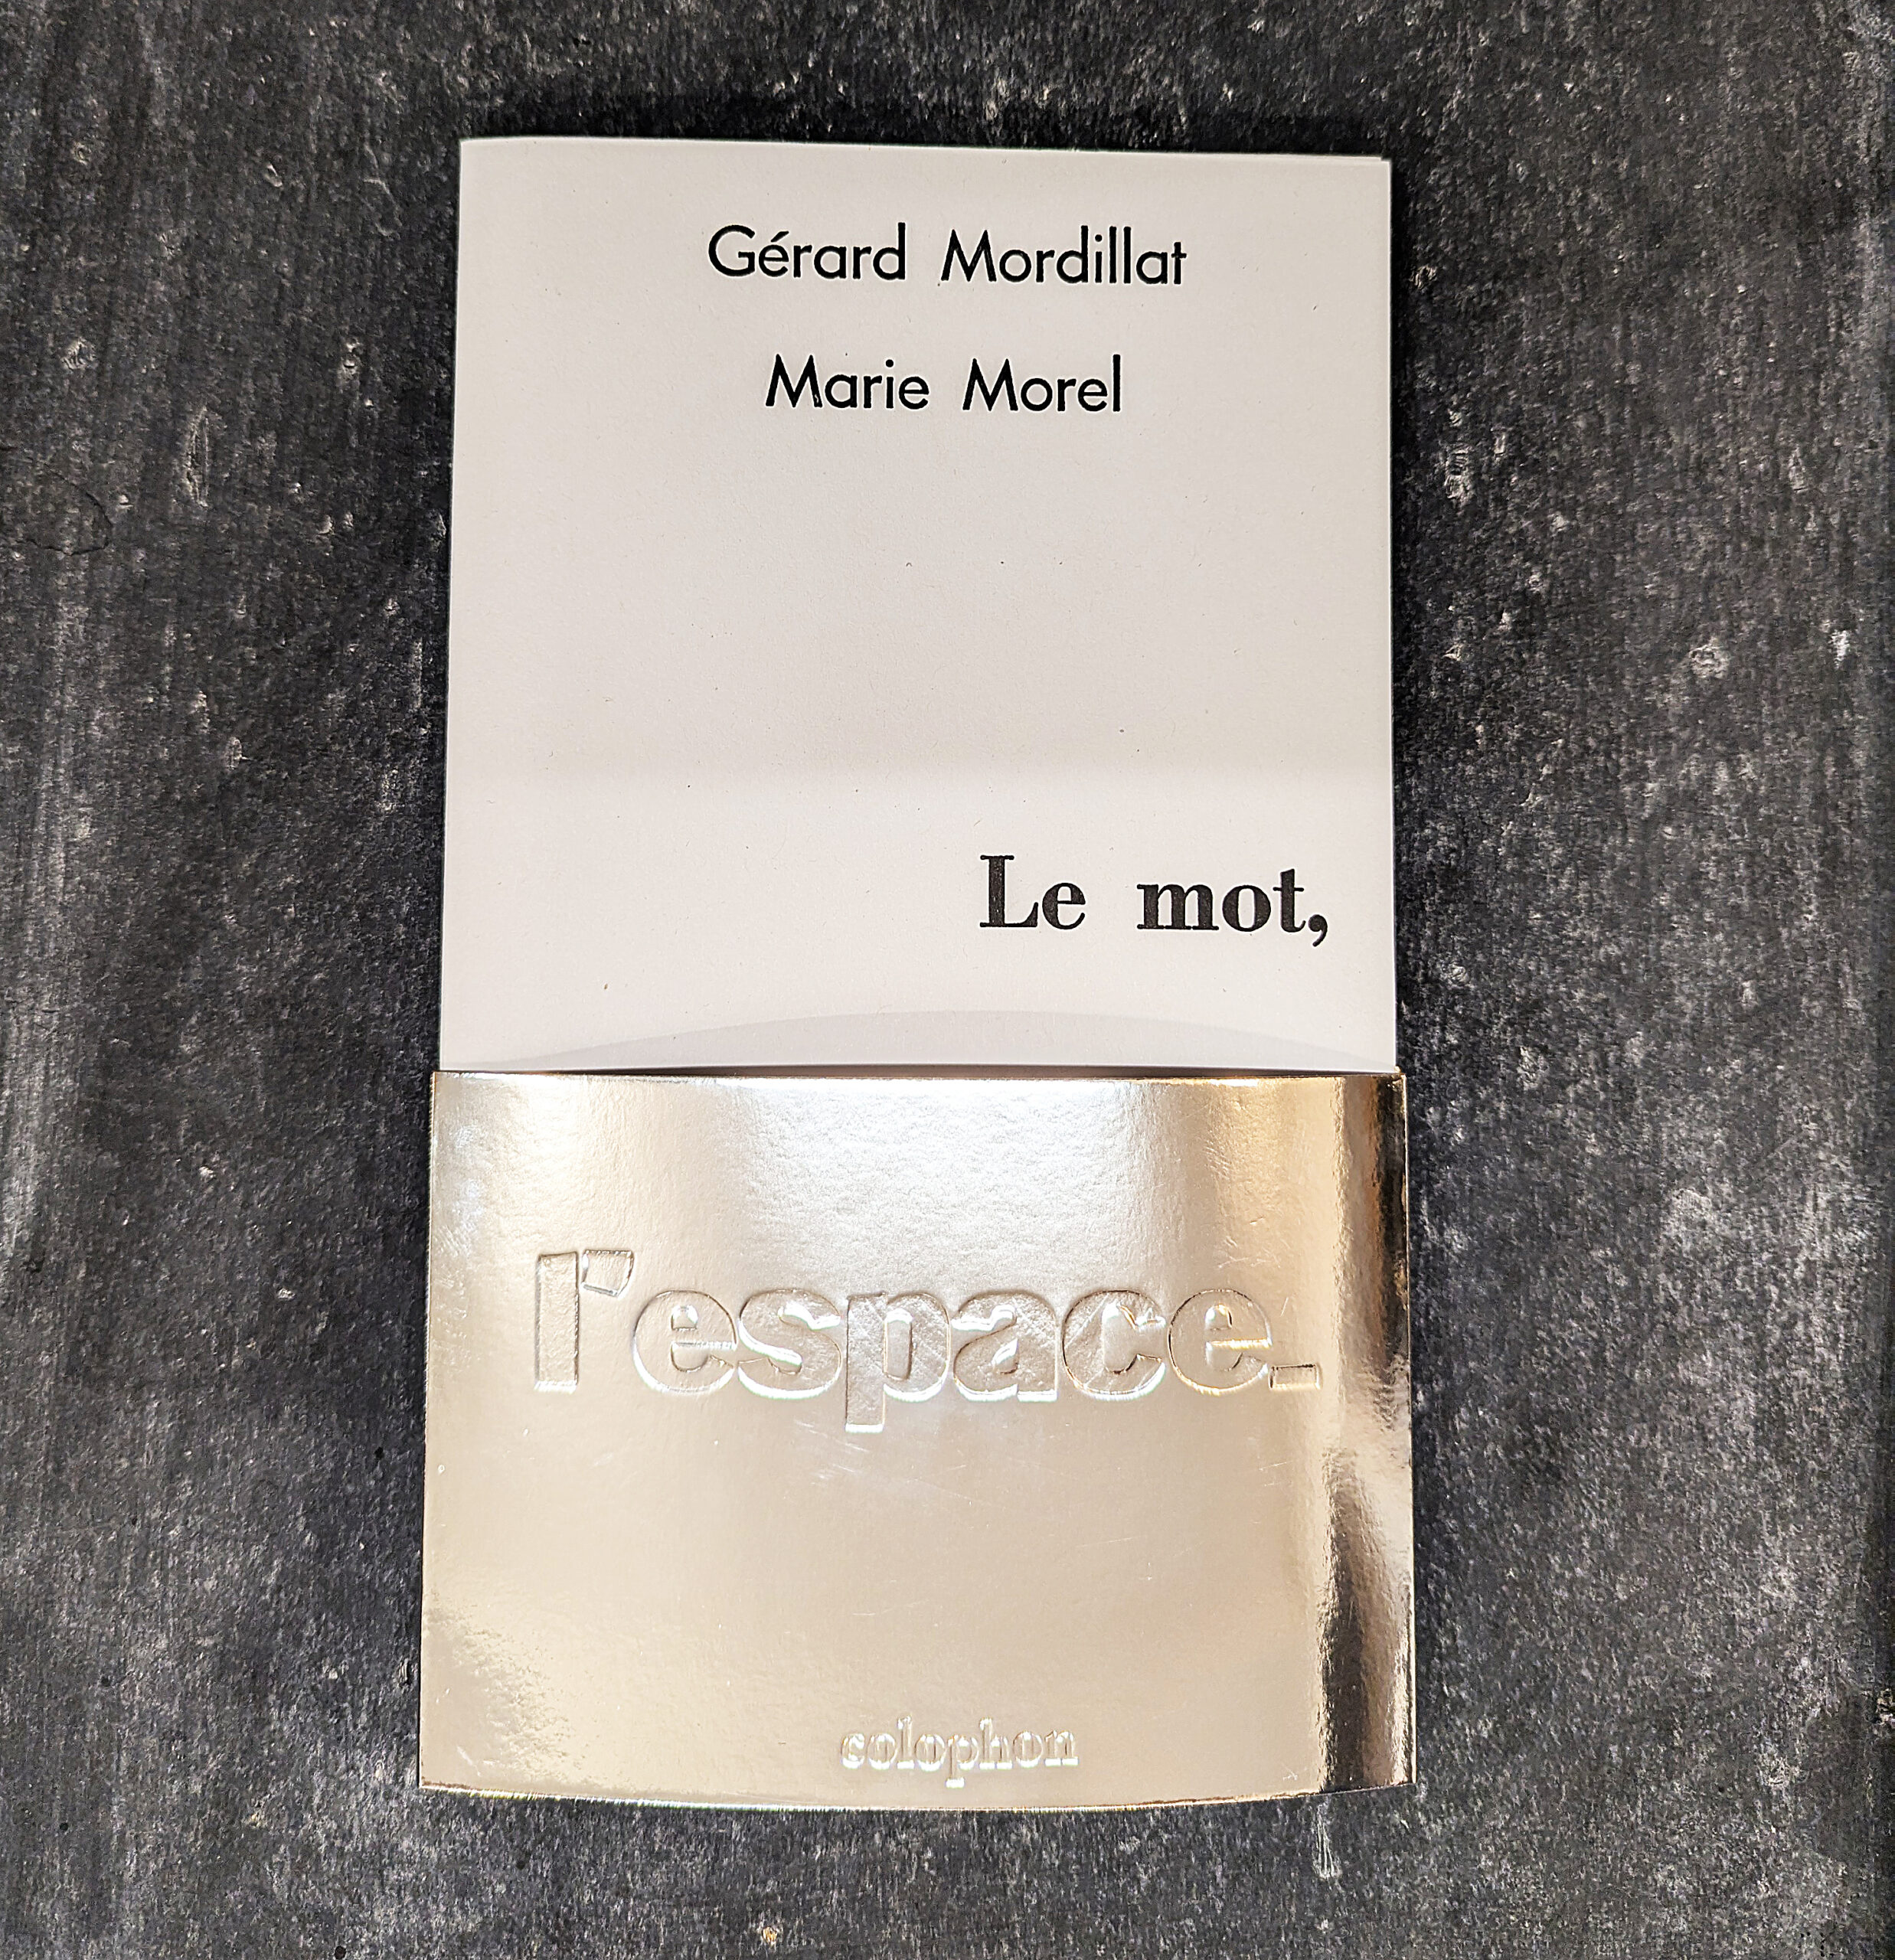 Gérard Mordillat
Marie Morel
Le mot,
l'espace.
colophon